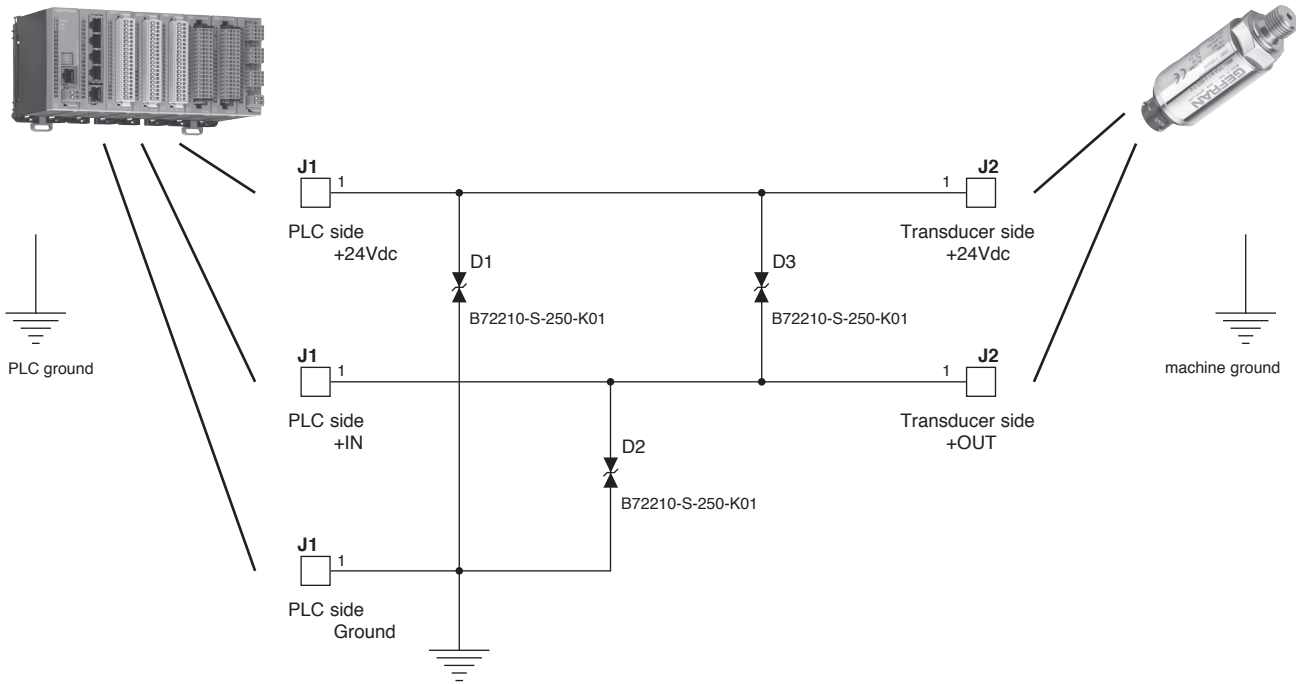 GEFRAN
J1
1
1
J2
PLC side
+24Vdc
Transducer side
+24Vdc
D1
D3
B72210-S-250-K01
B72210-S-250-K01
PLC ground
machine ground
J1
1
1
J2
PLC side
+IN
Transducer side
+OUT
D2
B72210-S-250-K01
J1
1
PLC side
Ground